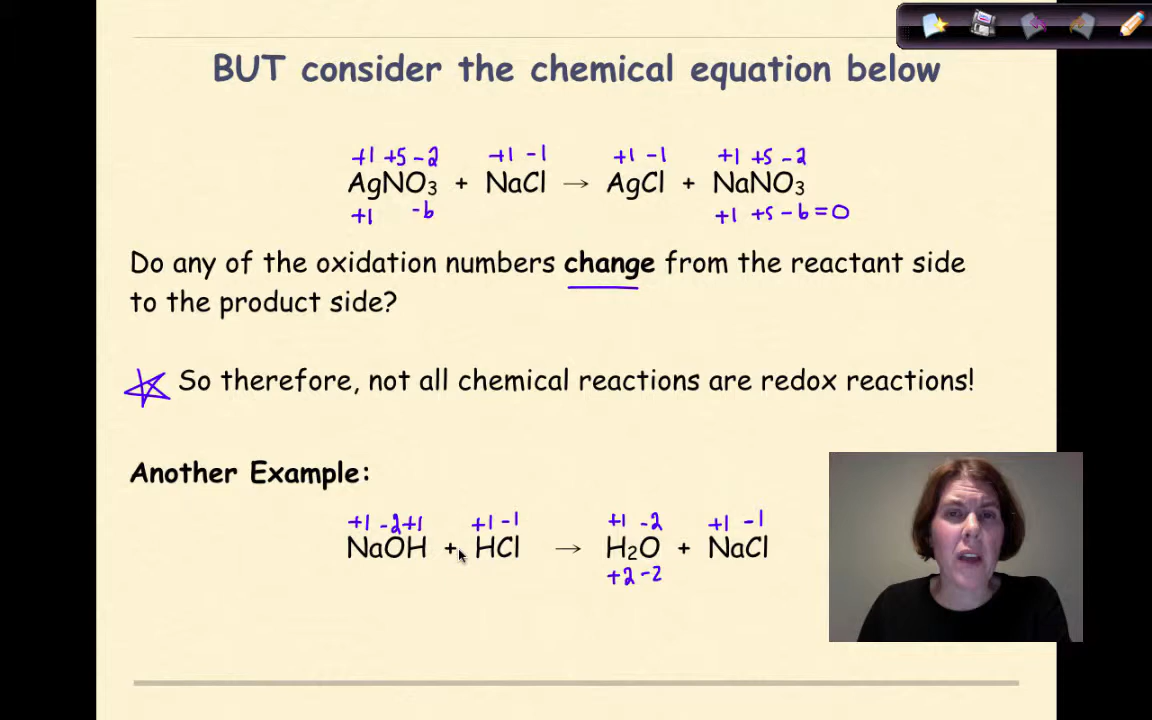 BUT consider the chemical equation below
+1 +5 -2 +1 -1 +1 -1 +1 +5 -2
AgNO₃ + NaCl → AgCl + NaNO₃
+1 -6 +1 +5 -6 = 0
Do any of the oxidation numbers change from the reactant side
to the product side?
So therefore, not all chemical reactions are redox reactions!
Another Example:
+1 -2 +1 +1 -1 +1 -2 +1 -1
NaOH + HCl → H₂O + NaCl
+2 -2